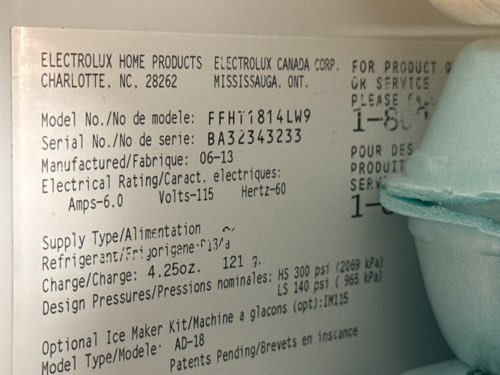 ELECTROLUX HOME PRODUCTS ELECTROLUX CANADA CORP.
CHARLOTTE, NC, 28262 MISSISSAUGA, ONT.
FOR PRODUCT
OR SERVICE
PLEASE
1-80
Model No./No de modele: FFHT1814LW9
Serial No./No de serie: BA32343233
Manufactured/Fabrique: 06-13
Electrical Rating/Caract. electriques:
Amps-6.0 Volts-115 Hertz-60
POUR DES
PRODUIT
SERV
1-8
Supply Type/Alimentation
Refrigerant/Frigorigene·
Charge/Charge: 4.25oz. 121 g.
Design Pressures/Pressions nominales: HS 300 psi (2069 kPa)
LS 140 psi ( 965 kPa)
Optional Ice Maker Kit/Machine a glacons (opt):IM115
Model Type/Modele· AD-18
Patents Pending/Brevets en instance